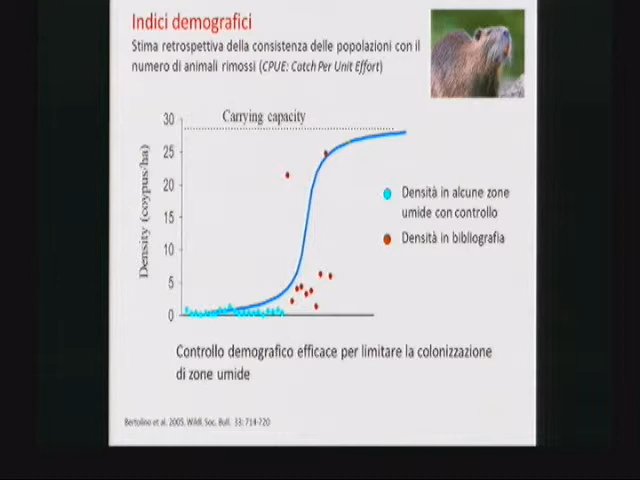 Indici demografici
Stima retrospettiva della consistenza delle popolazioni con il
numero di animali rimossi (CPUE: Catch Per Unit Effort)
Carrying capacity
30
25
20
15
10
5
0
Density (coypus/ha)
Densità in alcune zone
umide con controllo
Densità in bibliografia
Controllo demografico efficace per limitare la colonizzazione
di zone umide
Bertolino et al. 2005. Wildl. Soc. Bull. 33: 714-720